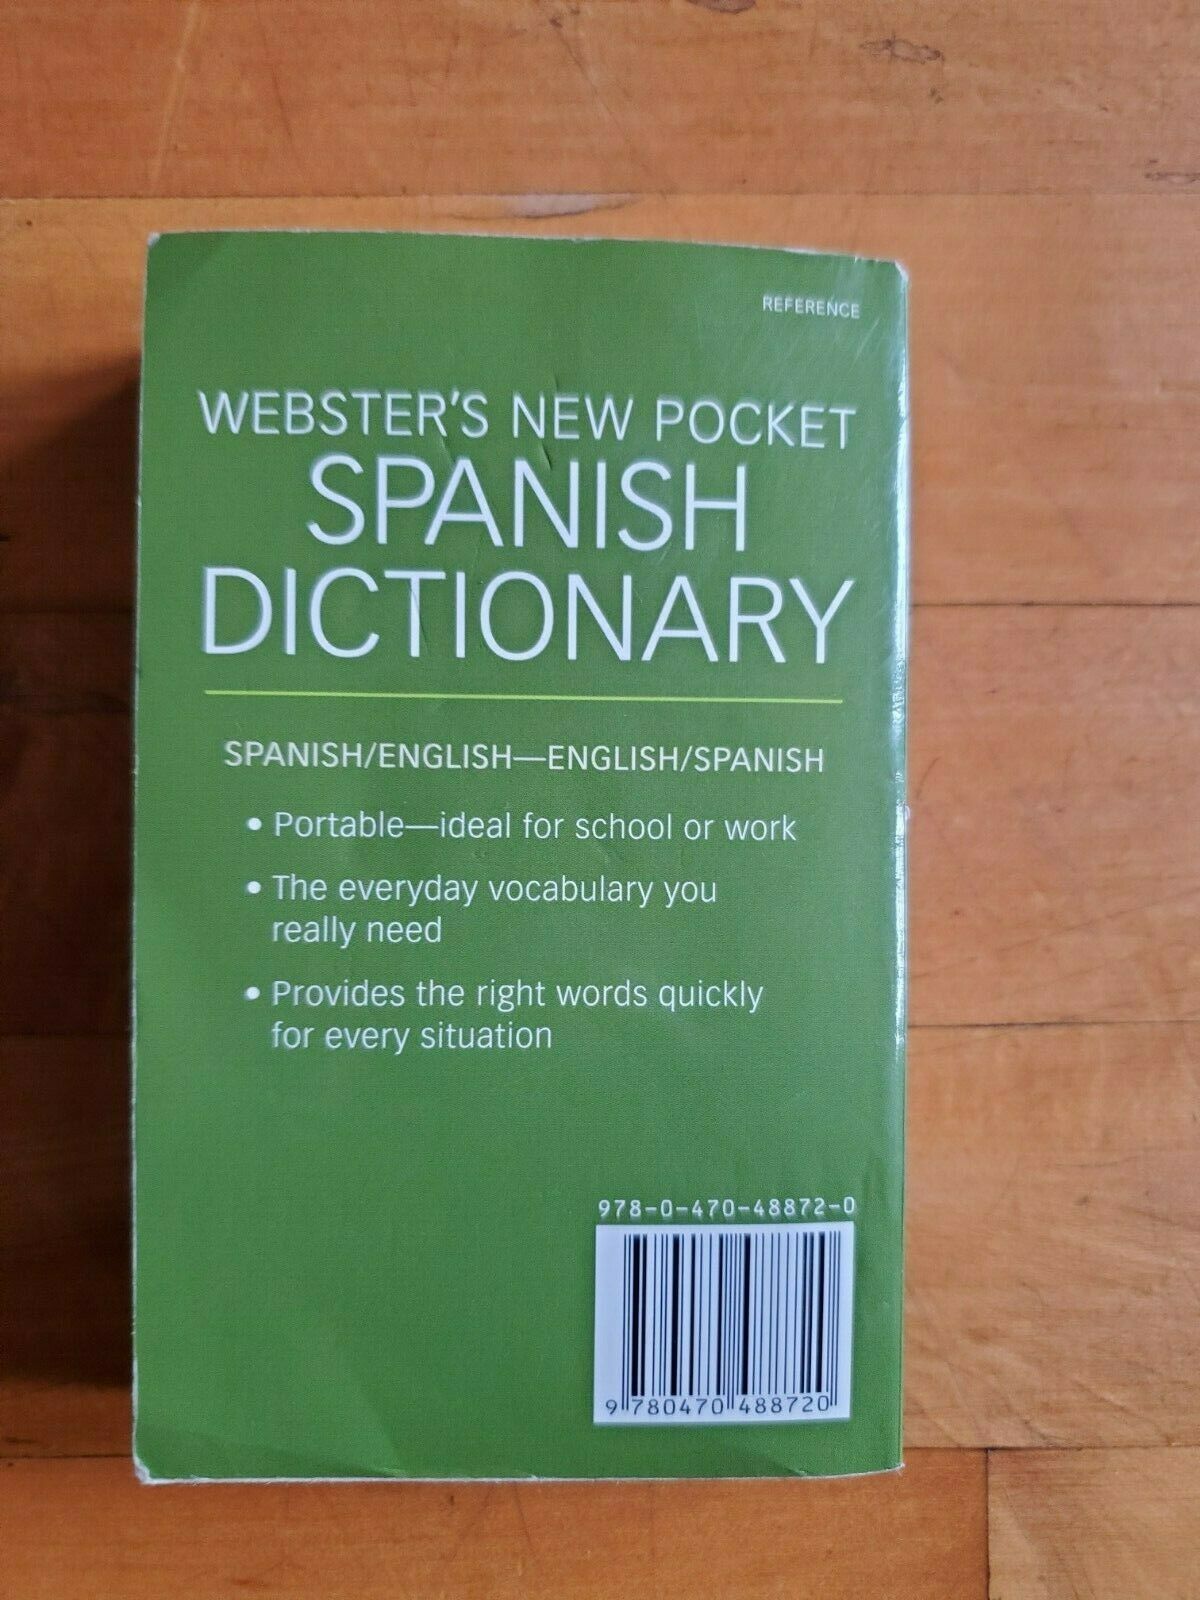 REFERENCE
WEBSTER'S NEW POCKET
SPANISH
DICTIONARY
SPANISH/ENGLISH—ENGLISH/SPANISH
• Portable—ideal for school or work
• The everyday vocabulary you
really need
• Provides the right words quickly
for every situation
978-0-470-48872-0
9 780470 488720